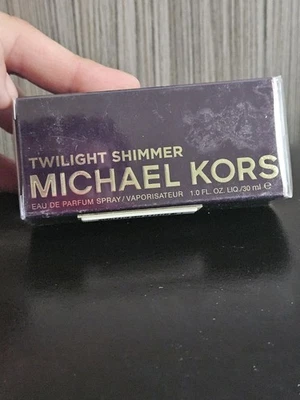 TWILIGHT SHIMMER
MICHAEL KORS
EAU DE PARFUM SPRAY/VAPORISATEUR 1.0 FL. OZ. LIQ./30 ml e